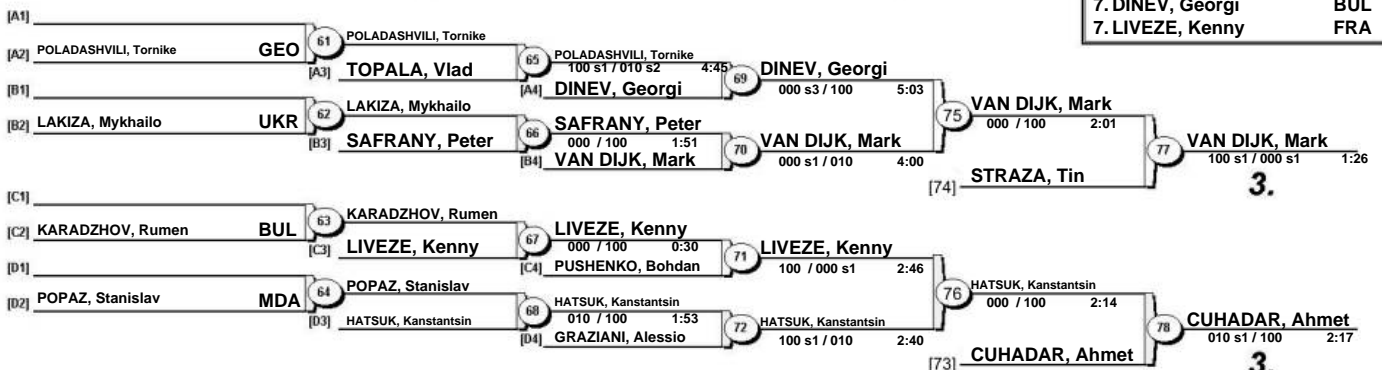 7. DINEV, Georgi BUL
7. LIVEZE, Kenny FRA
[A1]
[A2] POLADASHVILI, Tornike GEO
61
POLADASHVILI, Tornike
[A3] TOPALA, Vlad
65
POLADASHVILI, Tornike
100 s1 / 010 s2 4:45
[A4] DINEV, Georgi
69
DINEV, Georgi
000 s3 / 100 5:03
[B1]
[B2] LAKIZA, Mykhailo UKR
62
LAKIZA, Mykhailo
[B3] SAFRANY, Peter
66
SAFRANY, Peter
000 / 100 1:51
[B4] VAN DIJK, Mark
70
VAN DIJK, Mark
000 s1 / 010 4:00
75
VAN DIJK, Mark
000 / 100 2:01
[74] STRAZA, Tin
77
VAN DIJK, Mark
100 s1 / 000 s1 1:26
3.
[C1]
[C2] KARADZHOV, Rumen BUL
63
KARADZHOV, Rumen
[C3] LIVEZE, Kenny
67
LIVEZE, Kenny
000 / 100 0:30
[C4] PUSHENKO, Bohdan
71
LIVEZE, Kenny
100 / 000 s1 2:46
[D1]
[D2] POPAZ, Stanislav MDA
64
POPAZ, Stanislav
[D3] HATSUK, Kanstantsin
68
HATSUK, Kanstantsin
010 / 100 1:53
[D4] GRAZIANI, Alessio
72
HATSUK, Kanstantsin
100 s1 / 010 2:40
76
HATSUK, Kanstantsin
000 / 100 2:14
[73] CUHADAR, Ahmet
78
CUHADAR, Ahmet
010 s1 / 100 2:17
3.